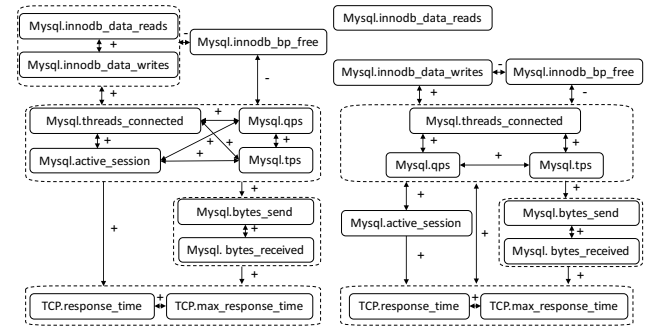 Mysql.innodb_data_reads
-
+
Mysql.innodb_bp_free
Mysql.innodb_data_writes
+
-
Mysql.threads_connected
+
Mysql.qps
+
+
+
+
Mysql.active_session
+
Mysql.tps
+
Mysql.bytes_send
+
+
Mysql. bytes_received
+
TCP.response_time
+
TCP.max_response_time
Mysql.innodb_data_reads
Mysql.innodb_data_writes
-
Mysql.innodb_bp_free
+
-
Mysql.threads_connected
+
+
Mysql.qps
+
Mysql.tps
+
+
Mysql.active_session
Mysql.bytes_send
+
+
+
Mysql. bytes_received
+
TCP.response_time
+
TCP.max_response_time